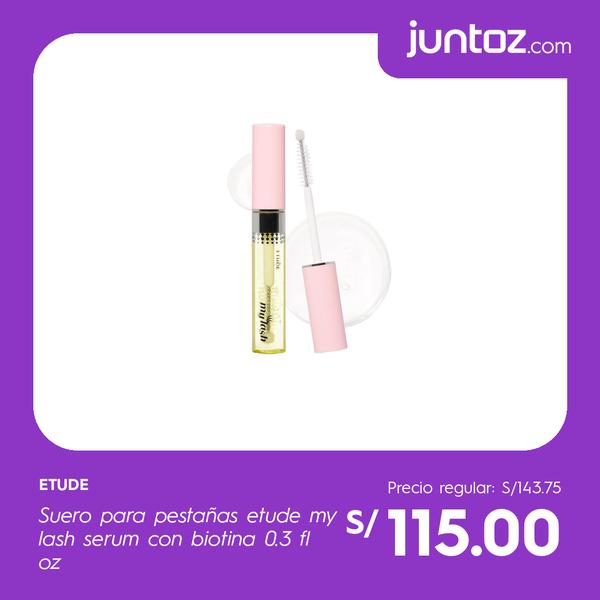 juntoz.com
ETUDE
my lash
ETUDE
Precio regular: S/143.75
Suero para pestañas etude my
lash serum con biotina 0.3 fl
oz
S/ 115.00